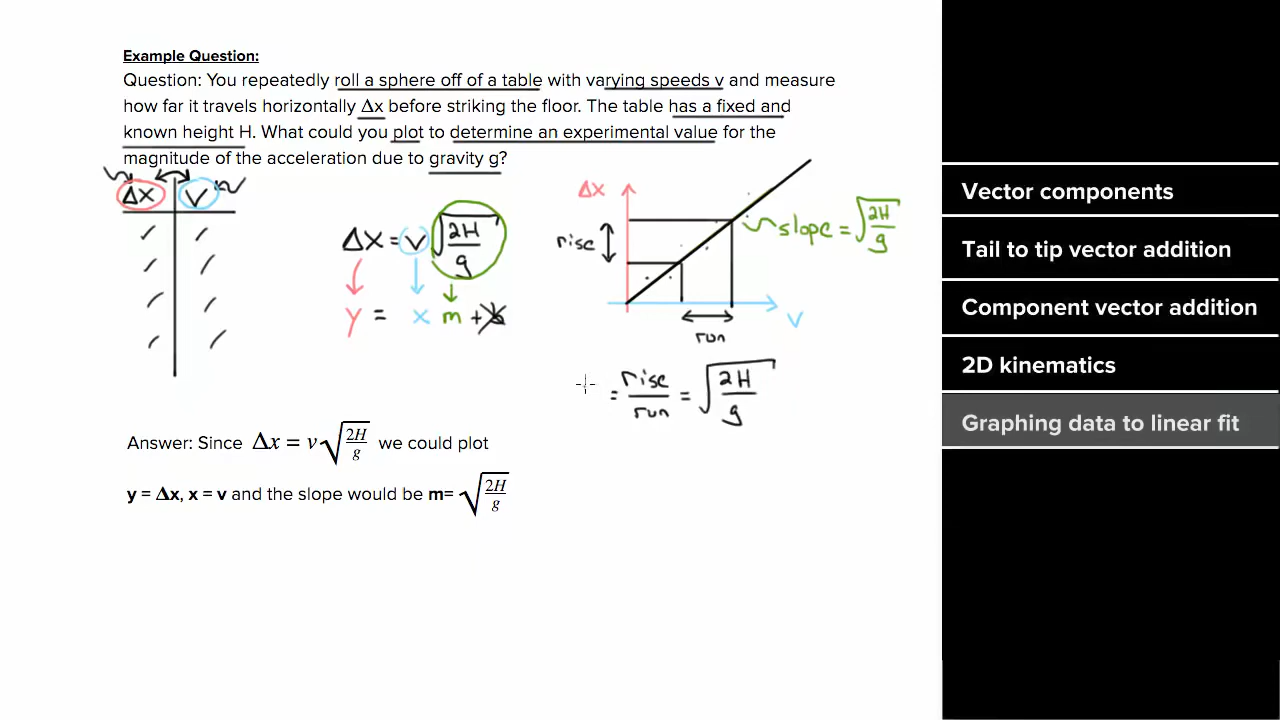 Example Question:
Question: You repeatedly roll a sphere off of a table with varying speeds v and measure
how far it travels horizontally Δx before striking the floor. The table has a fixed and
known height H. What could you plot to determine an experimental value for the
magnitude of the acceleration due to gravity g?
Δx v
Δx = v √(2H/g)
y = x m + b
Δx
rise
slope = √(2H/g)
v
run
= rise/run = √(2H/g)
Answer: Since Δx = v√(2H/g) we could plot
y = Δx, x = v and the slope would be m= √(2H/g)
Vector components
Tail to tip vector addition
Component vector addition
2D kinematics
Graphing data to linear fit